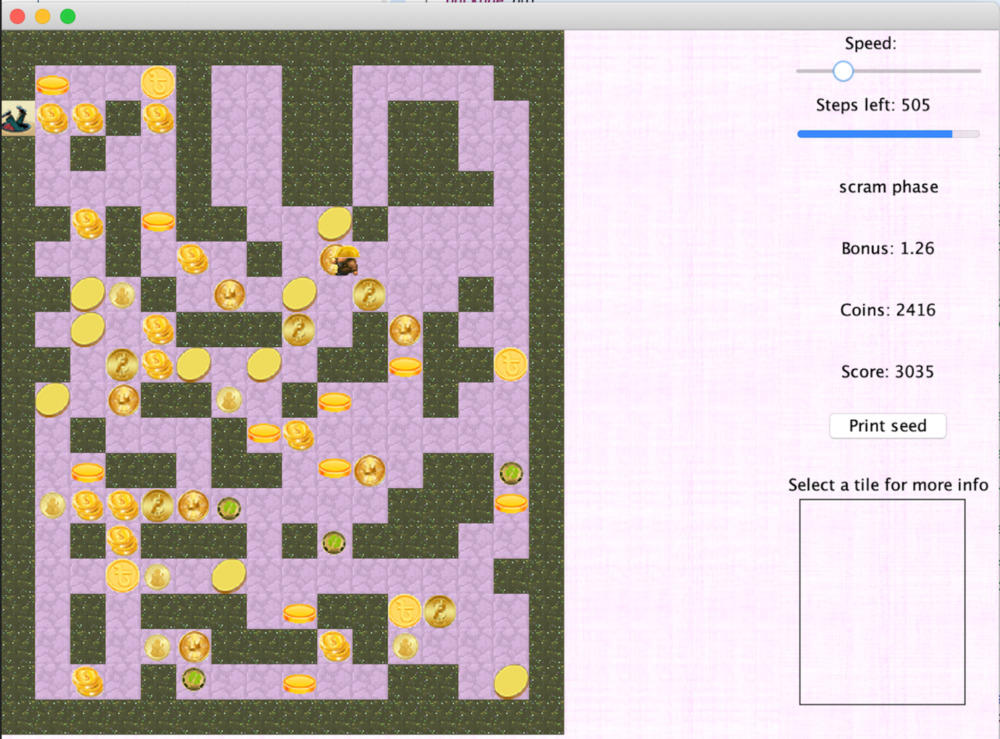 Speed:
Steps left: 505
scram phase
Bonus: 1.26
Coins: 2416
Score: 3035
Print seed
Select a tile for more info